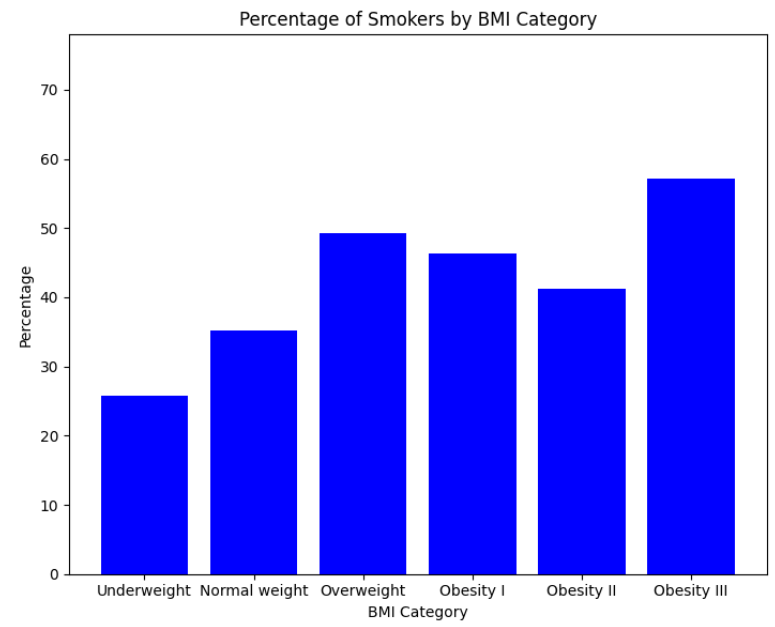 Percentage of Smokers by BMI Category
70
60
50
40
30
20
10
0
Percentage
Underweight Normal weight Overweight Obesity I Obesity II Obesity III
BMI Category